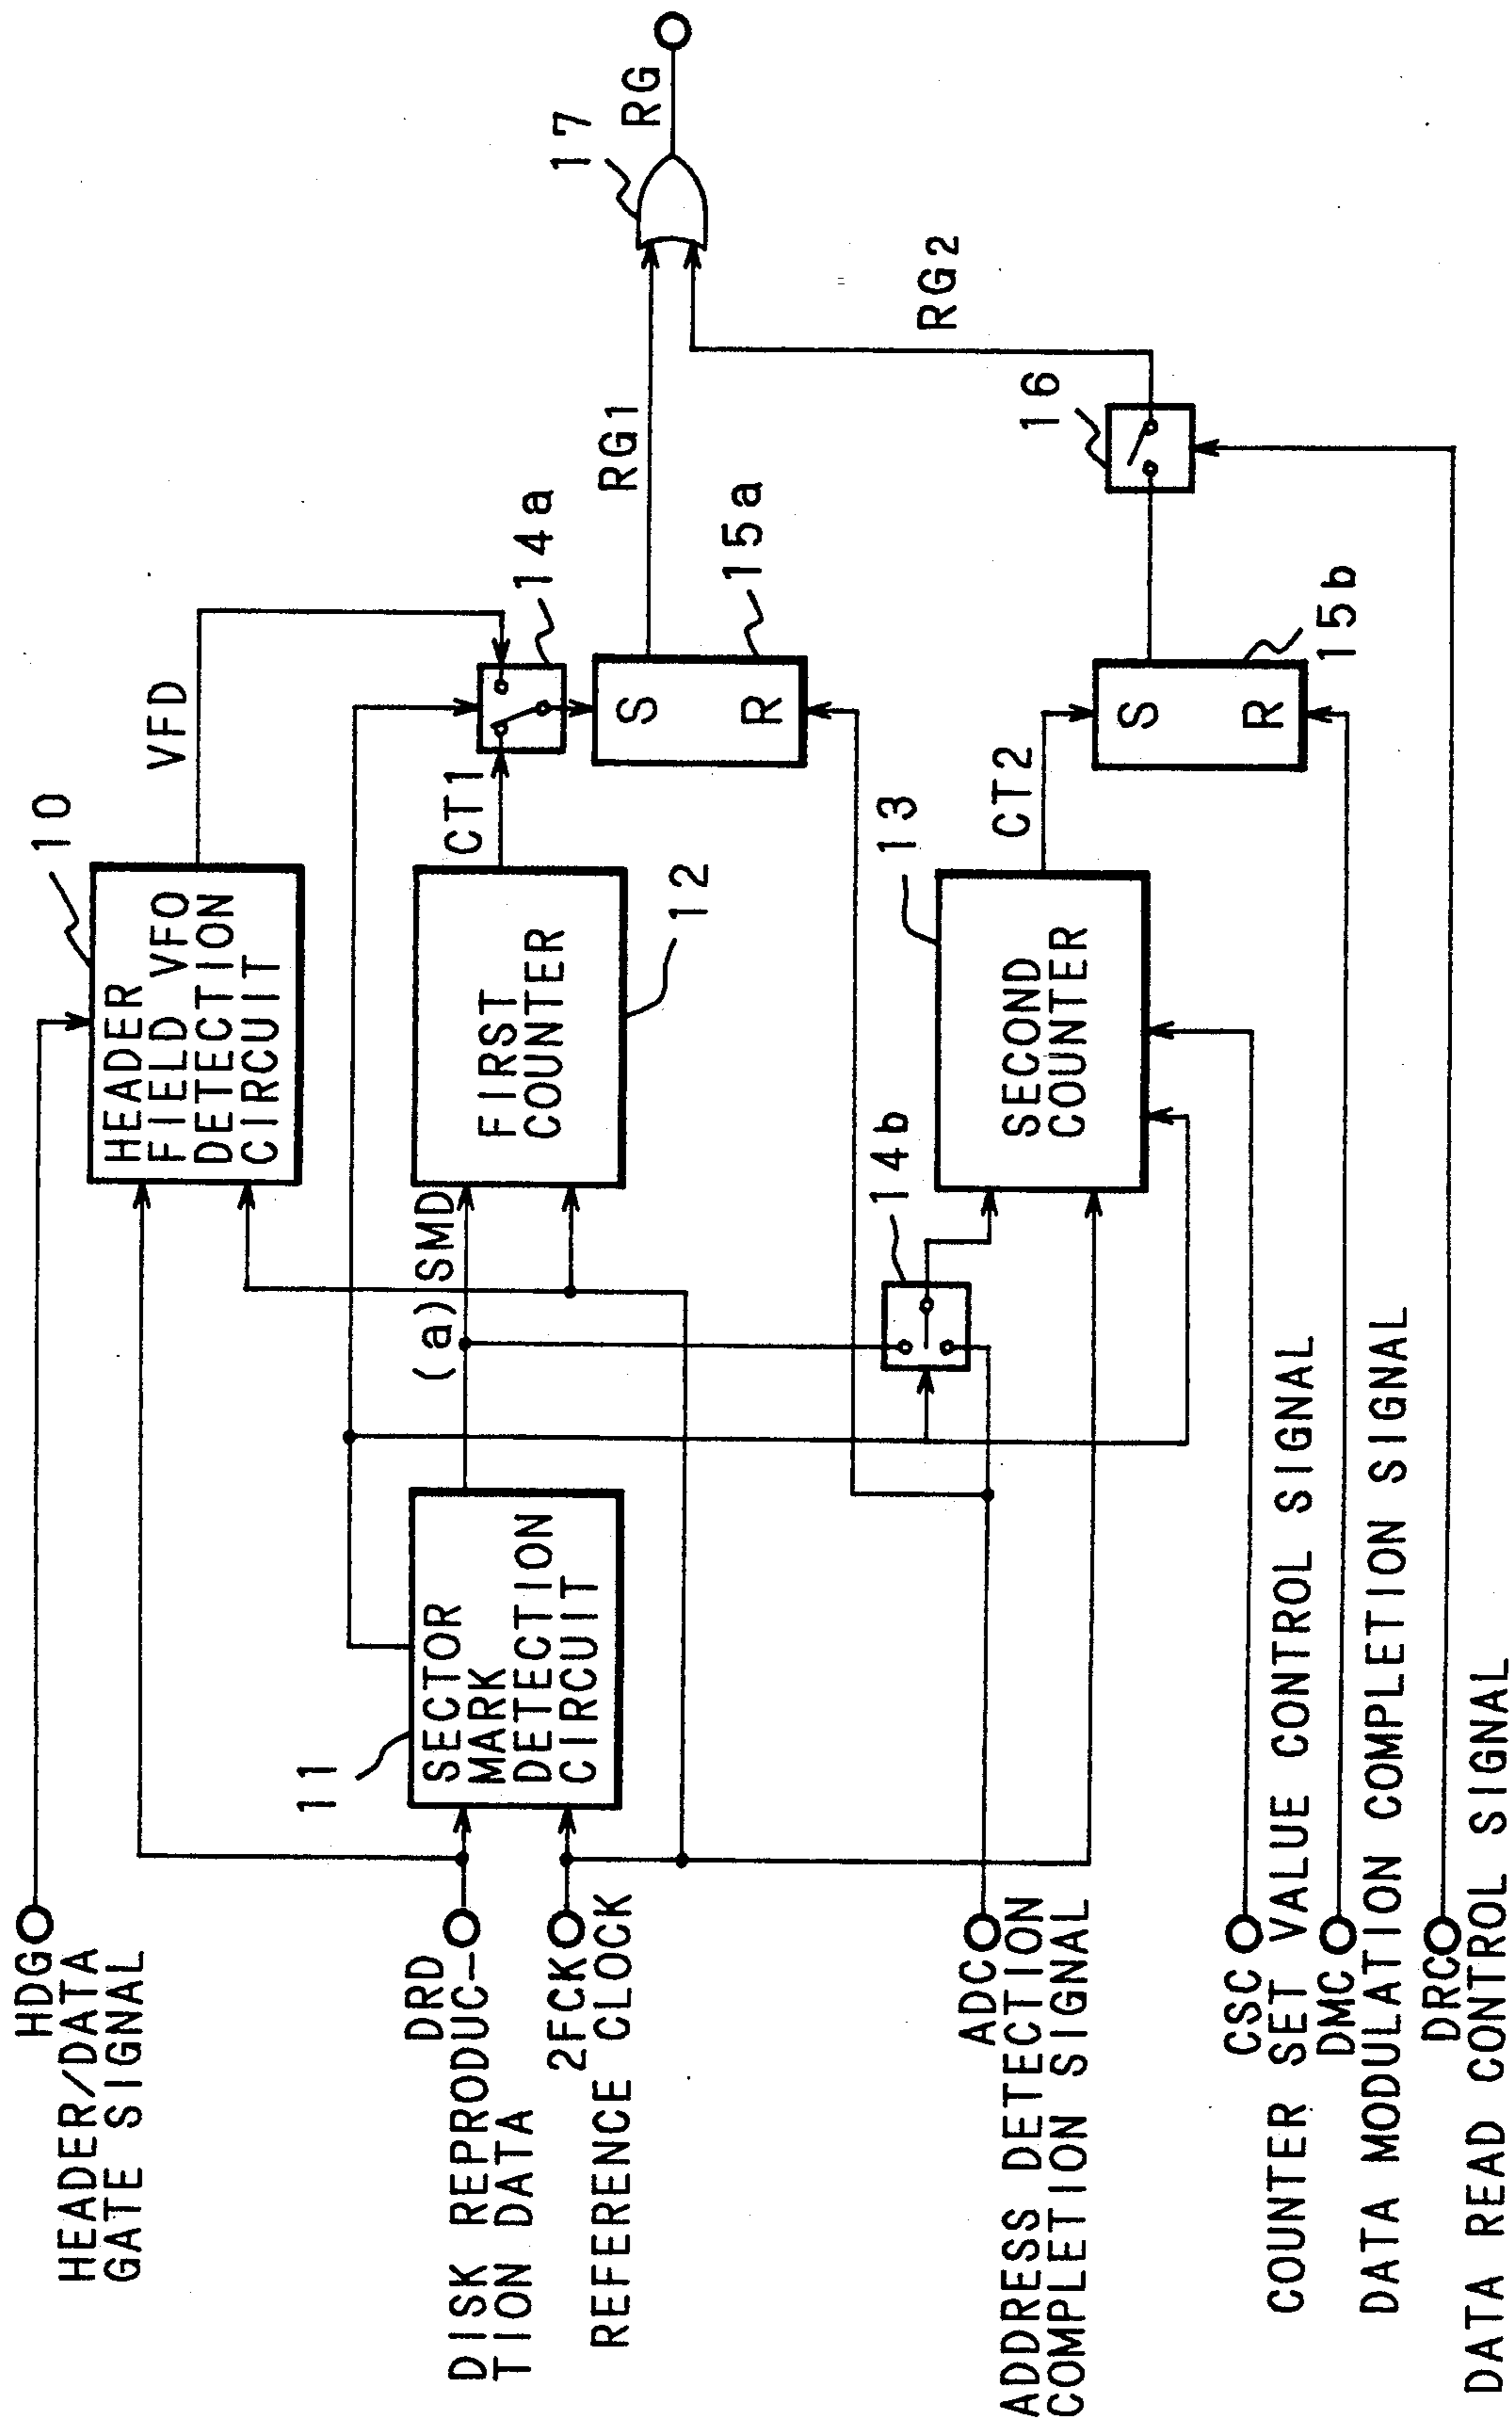 HDG
HEADER/DATA
GATE SIGNAL
DRD
DISK REPRODUC-
TION DATA
2FCK
REFERENCE CLOCK
ADC
ADDRESS DETECTION
COMPLETION SIGNAL
CSC
COUNTER SET VALUE CONTROL SIGNAL
DMC
DATA MODULATION COMPLETION SIGNAL
DRC
DATA READ CONTROL SIGNAL
11
SECTOR
MARK
DETECTION
CIRCUIT
(a)SMD
10
HEADER
FIELD VFO
DETECTION
CIRCUIT
VFD
FIRST
COUNTER
12
CT1
14a
14b
13
SECOND
COUNTER
CT2
S
R
15a
S
R
15b
RG1
16
RG2
17
RG